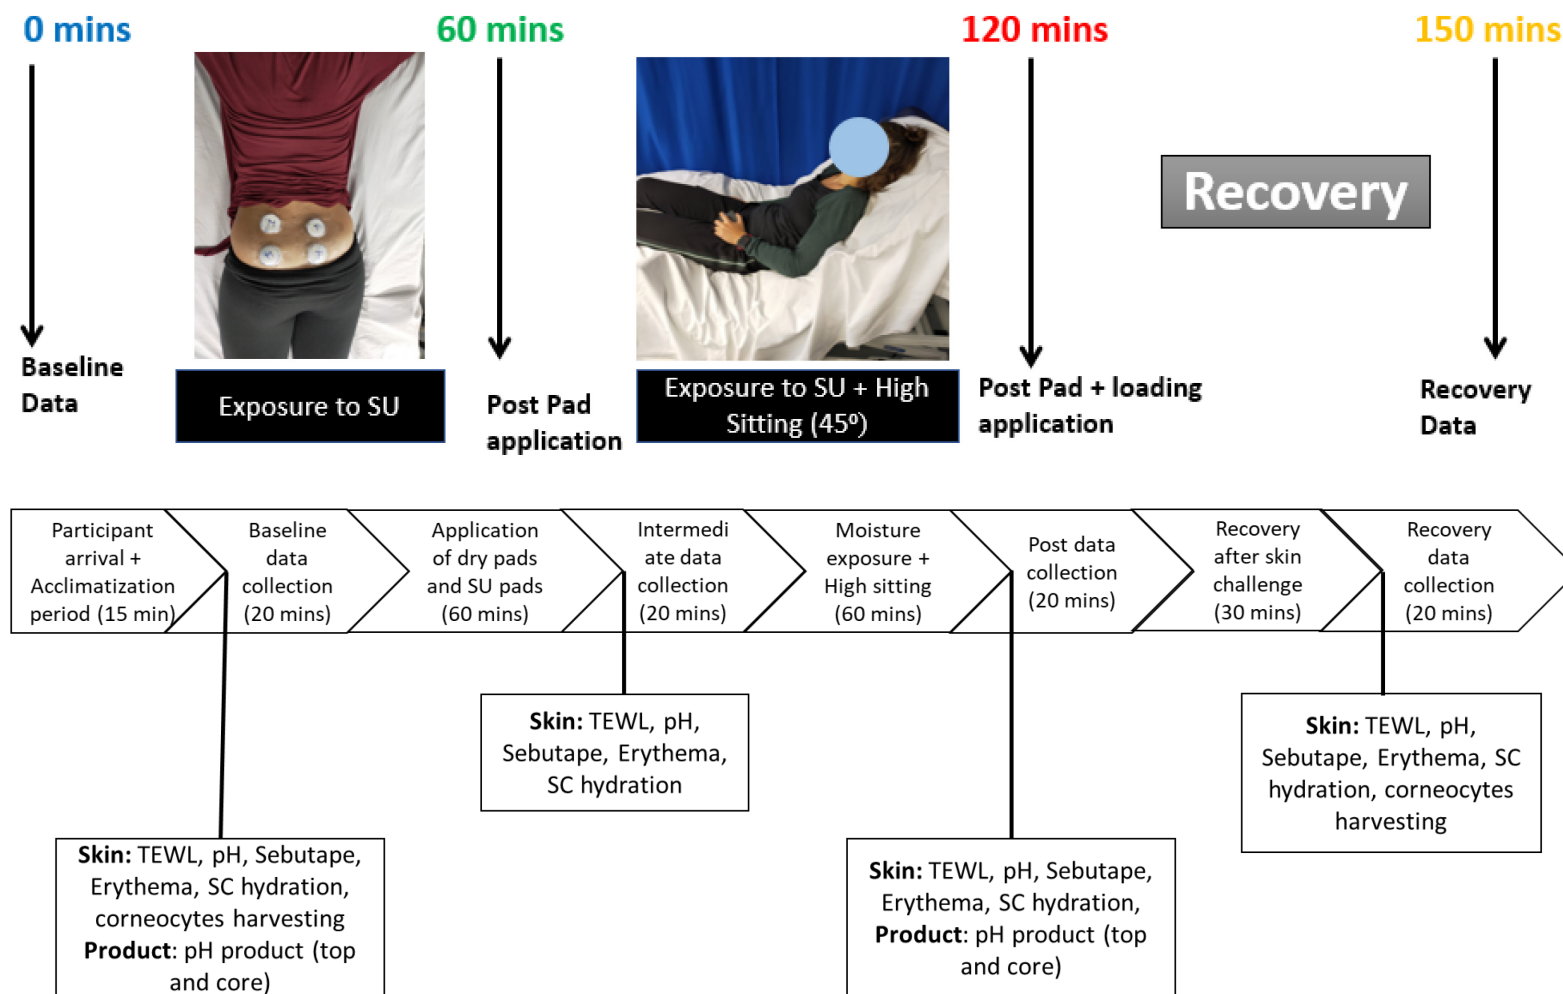 0 mins
60 mins
120 mins
150 mins
Recovery
Baseline
Data
Exposure to SU
Post Pad
application
Exposure to SU + High
Sitting (45º)
Post Pad + loading
application
Recovery
Data
Participant
arrival +
Acclimatization
period (15 min)
Baseline
data
collection
(20 mins)
Application
of dry pads
and SU pads
(60 mins)
Intermedi
ate data
collection
(20 mins)
Moisture
exposure +
High sitting
(60 mins)
Post data
collection
(20 mins)
Recovery
after skin
challenge
(30 mins)
Recovery
data
collection
(20 mins)
Skin: TEWL, pH, Sebutape,
Erythema, SC hydration,
corneocytes harvesting
Product: pH product (top
and core)
Skin: TEWL, pH,
Sebutape, Erythema,
SC hydration
Skin: TEWL, pH, Sebutape,
Erythema, SC hydration,
Product: pH product (top
and core)
Skin: TEWL, pH,
Sebutape, Erythema, SC
hydration, corneocytes
harvesting